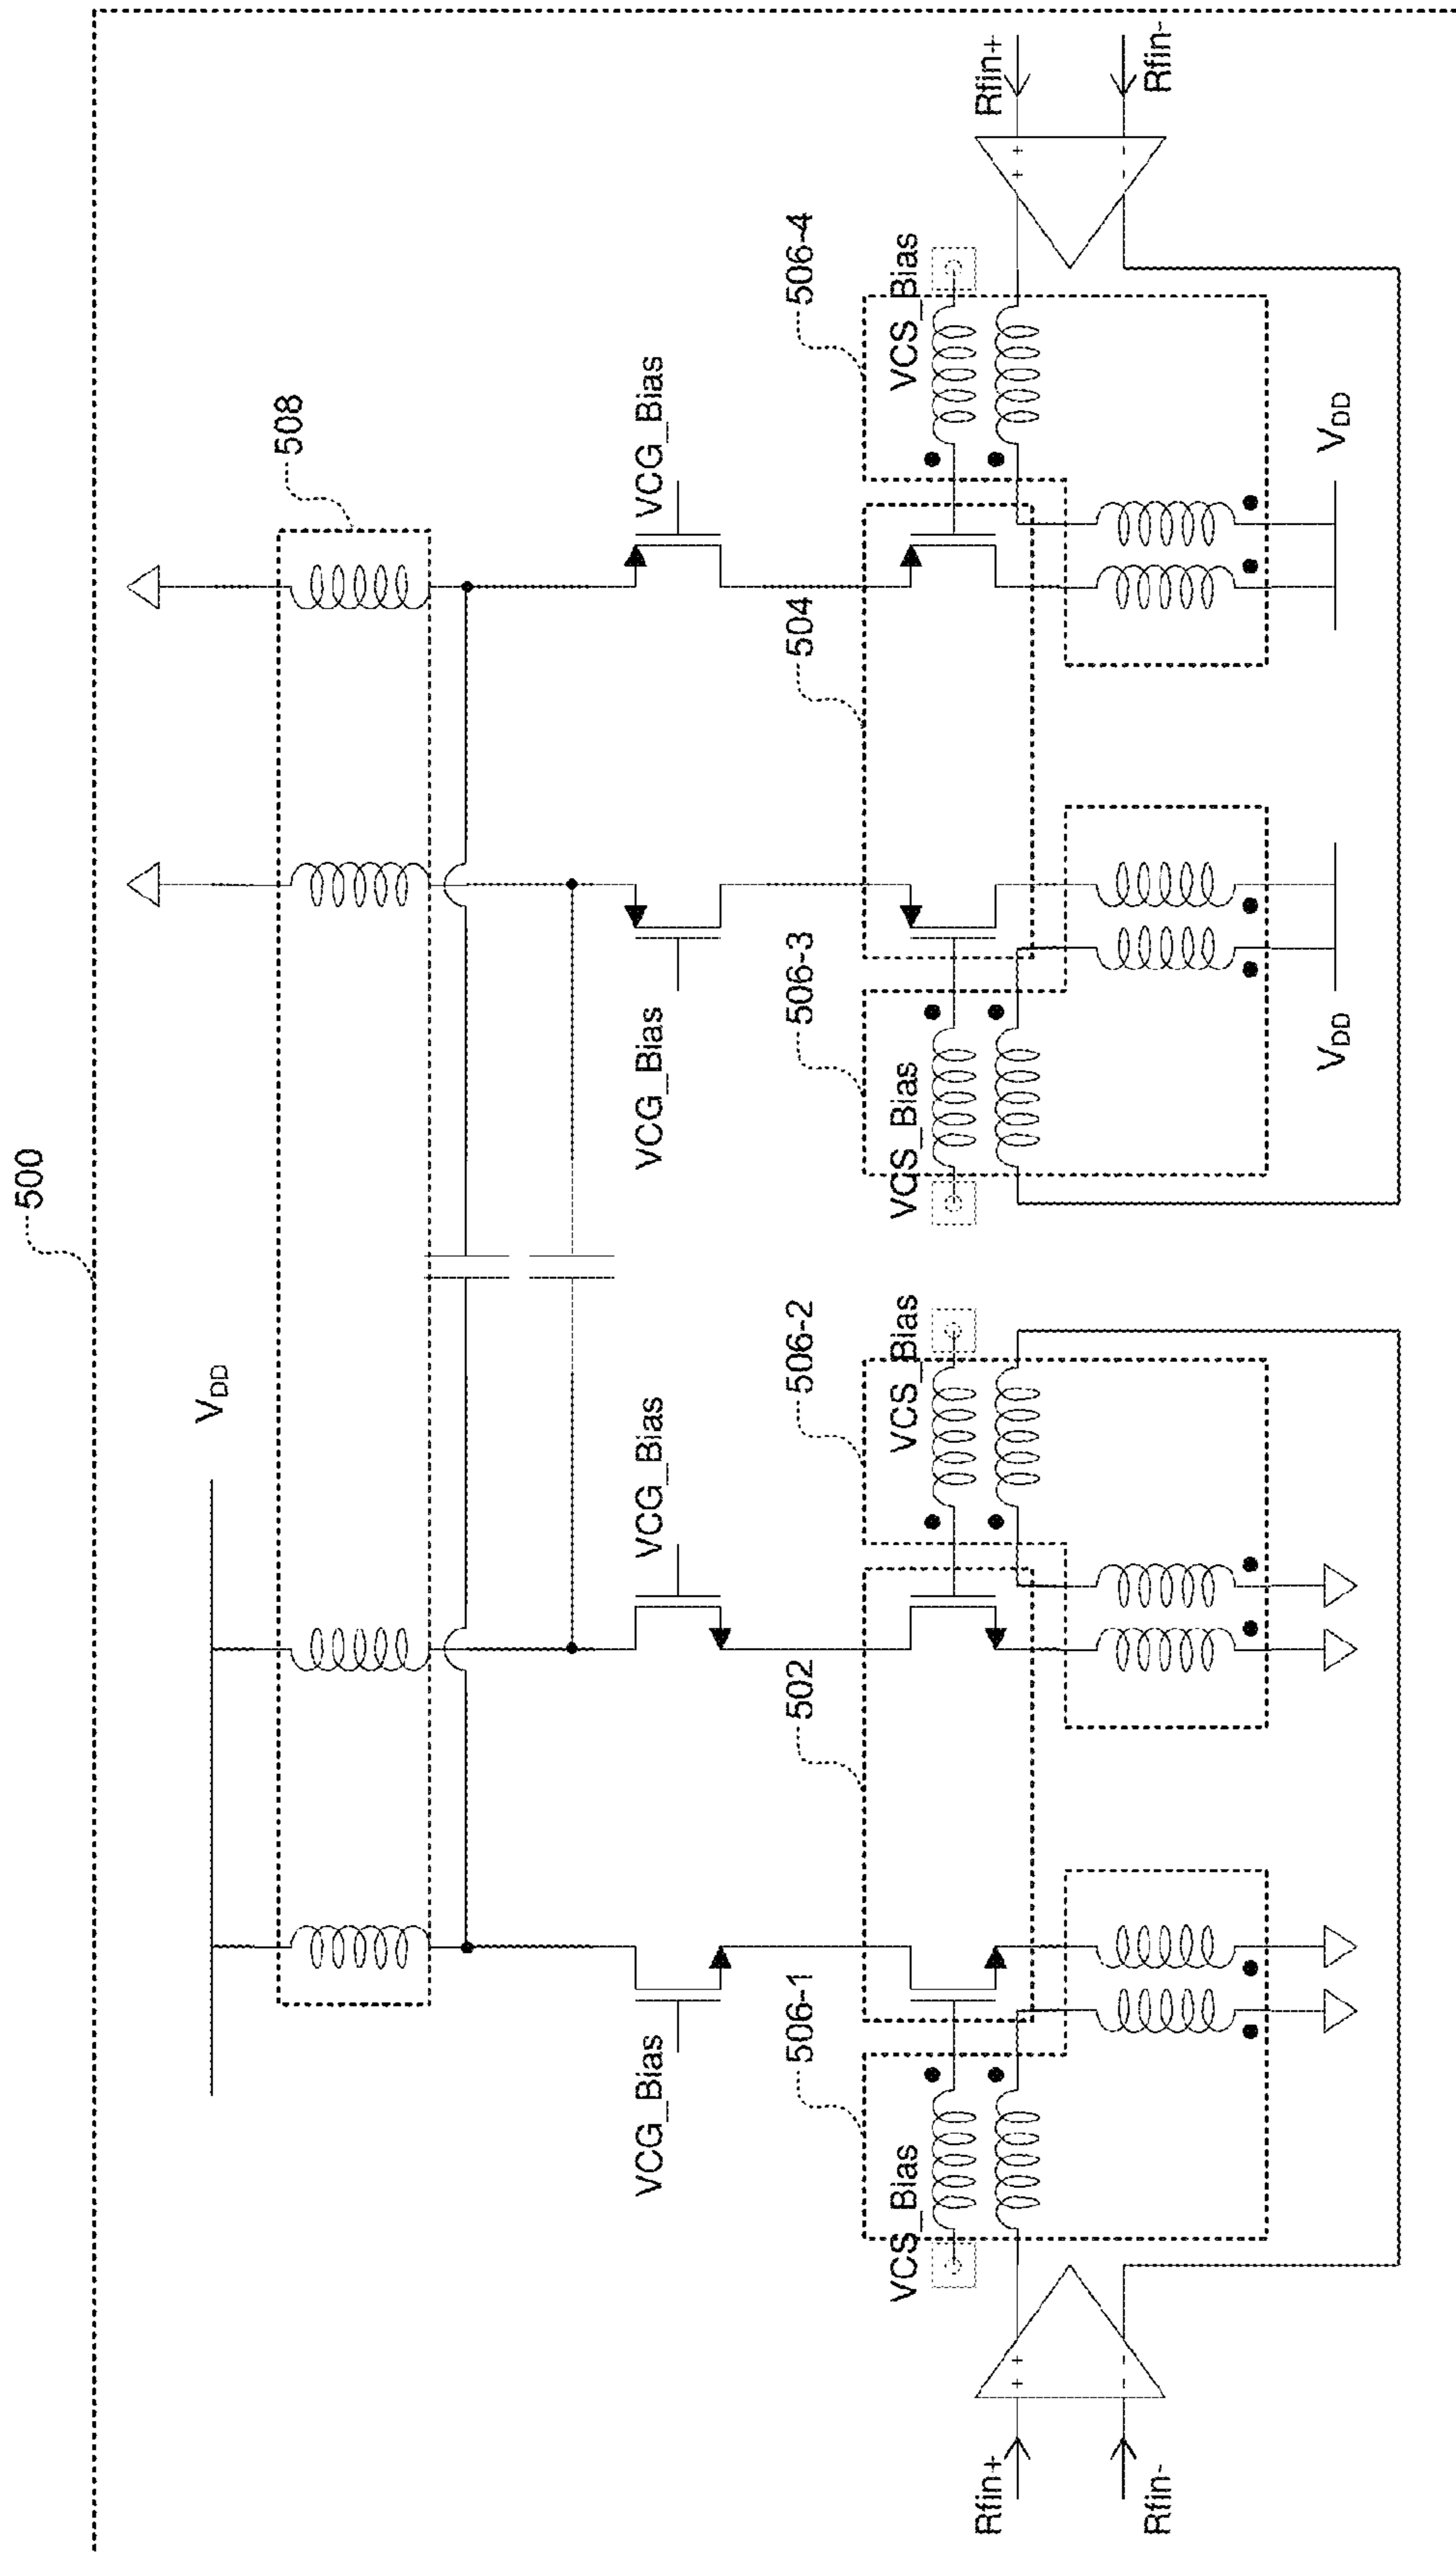 500
508
V_DD
VCG_Bias
VCG_Bias
VCG_Bias
VCG_Bias
506-1
502
506-2
506-3
504
506-4
VCS_Bias
VCS_Bias
VCS_Bias
VCS_Bias
Rfin+
+ +
- -
Rfin-
Rfin+
+ +
- -
Rfin-
V_DD
V_DD